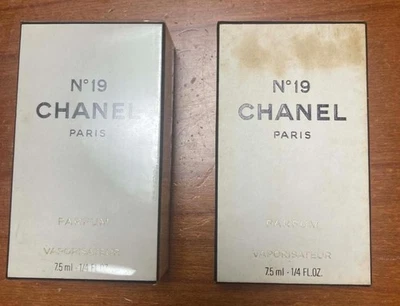 N°19
CHANEL
PARIS
PARFUM
VAPORISATEUR
7.5 ml - 1/4 FL.OZ.
N°19
CHANEL
PARIS
PARFUM
VAPORISATEUR
7.5 ml - 1/4 FL.OZ.